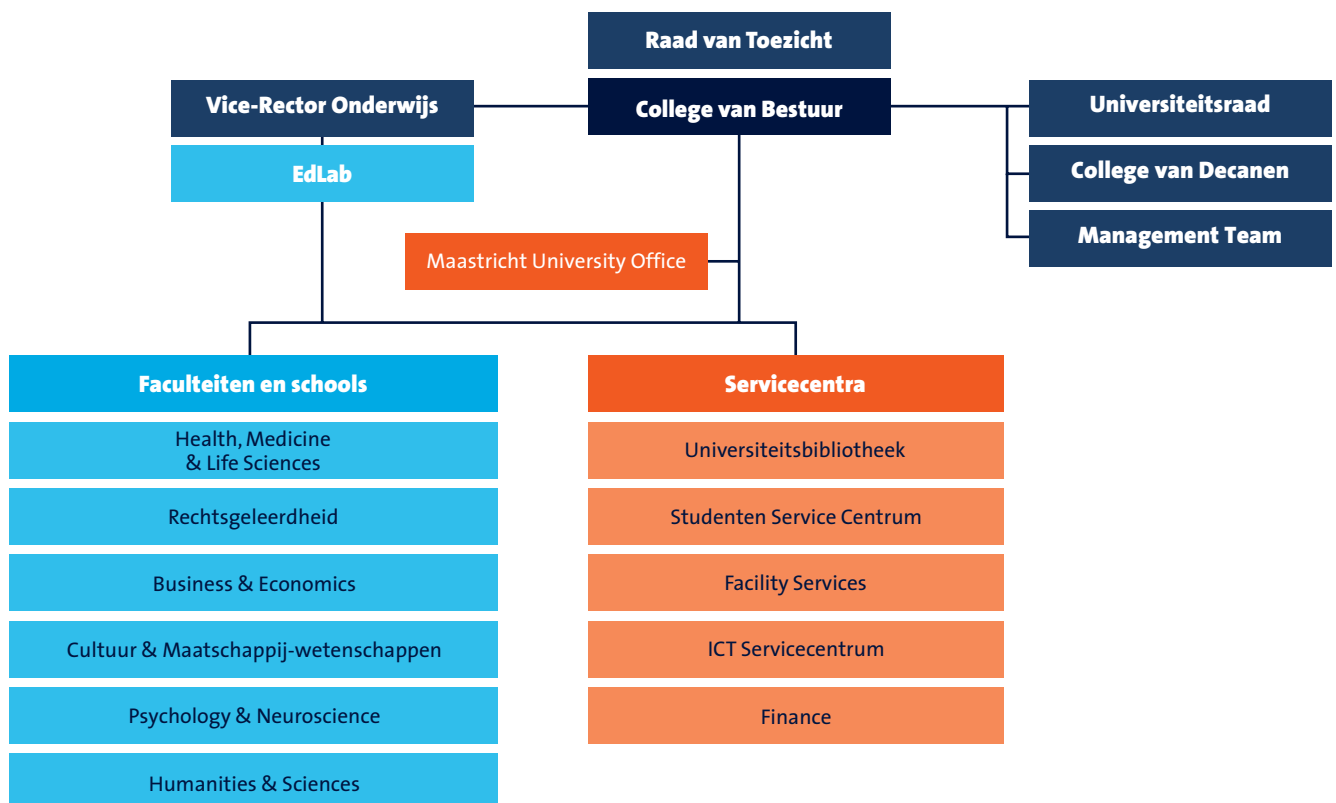 Raad van Toezicht
Vice-Rector Onderwijs
College van Bestuur
Universiteitsraad
EdLab
College van Decanen
Management Team
Maastricht University Office
Faculteiten en schools
Health, Medicine
& Life Sciences
Rechtsgeleerdheid
Business & Economics
Cultuur & Maatschappij-wetenschappen
Psychology & Neuroscience
Humanities & Sciences
Servicecentra
Universiteitsbibliotheek
Studenten Service Centrum
Facility Services
ICT Servicecentrum
Finance